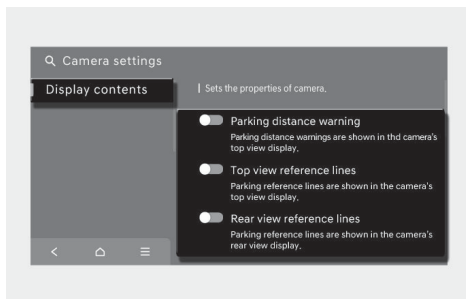 Camera settings
Display contents
Sets the properties of camera.
Parking distance warning
Parking distance warnings are shown in thd camera's
top view display,
Top view reference lines
Parking reference lines are shown in the camera's
top view display,
Rear view reference lines
Parking reference lines are shown in the camera's
rear view display,